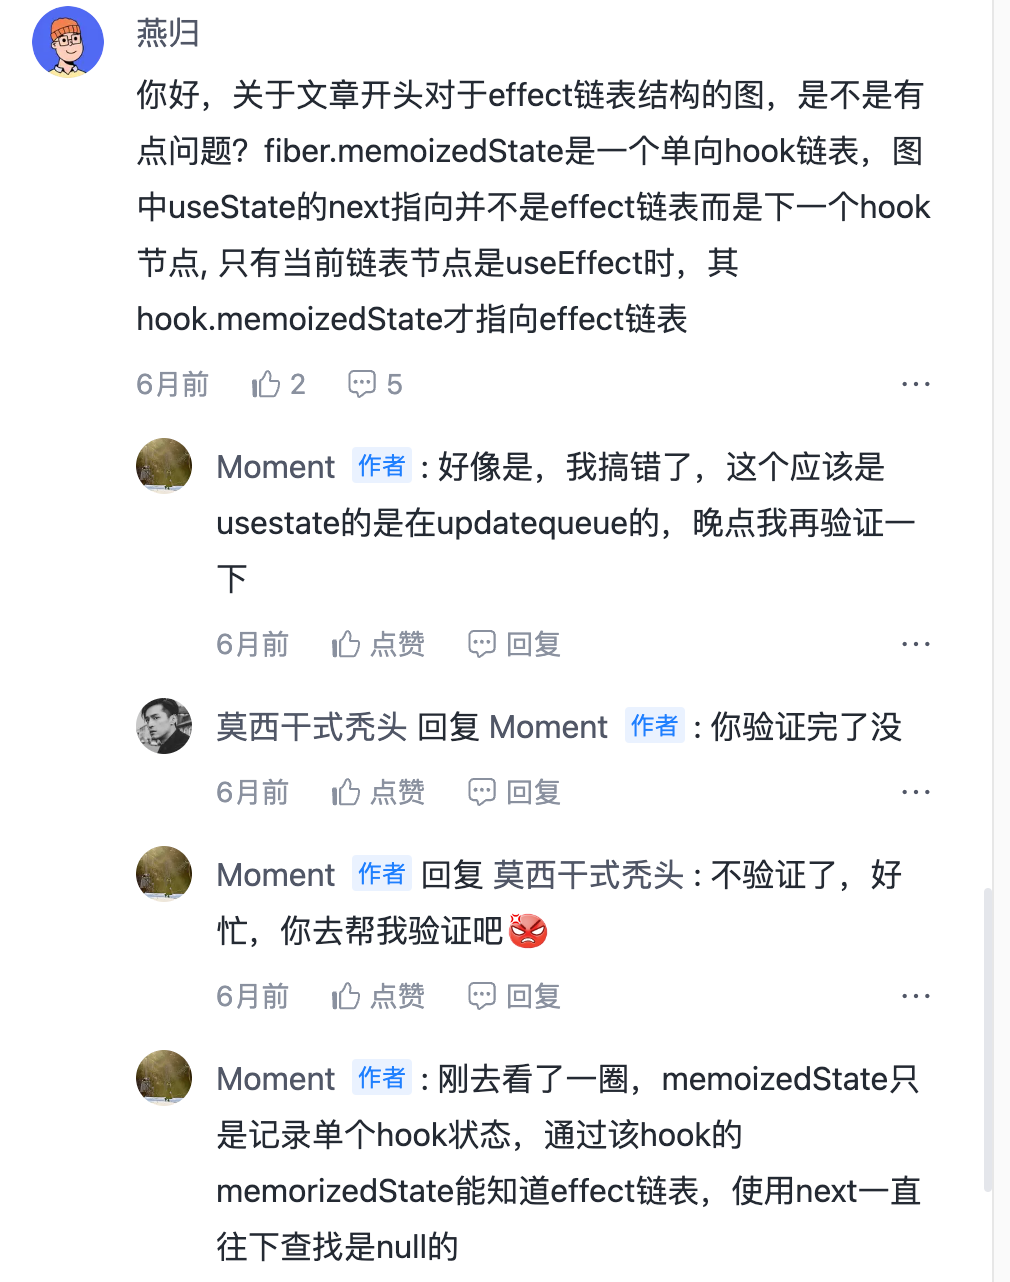 燕归
你好，关于文章开头对于effect链表结构的图，是不是有
点问题？fiber.memoizedState是一个单向hook链表，图
中useState的next指向并不是effect链表而是下一个hook
节点, 只有当前链表节点是useEffect时，其
hook.memoizedState才指向effect链表
6月前 2 5
Moment 作者 : 好像是，我搞错了，这个应该是
usestate的是在updatequeue的，晚点我再验证一
下
6月前 点赞 回复
莫西干式秃头 回复 Moment 作者 : 你验证完了没
6月前 点赞 回复
Moment 作者 回复 莫西干式秃头 : 不验证了，好
忙，你去帮我验证吧
6月前 点赞 回复
Moment 作者 : 刚去看了一圈，memoizedState只
是记录单个hook状态，通过该hook的
memorizedState能知道effect链表，使用next一直
往下查找是null的